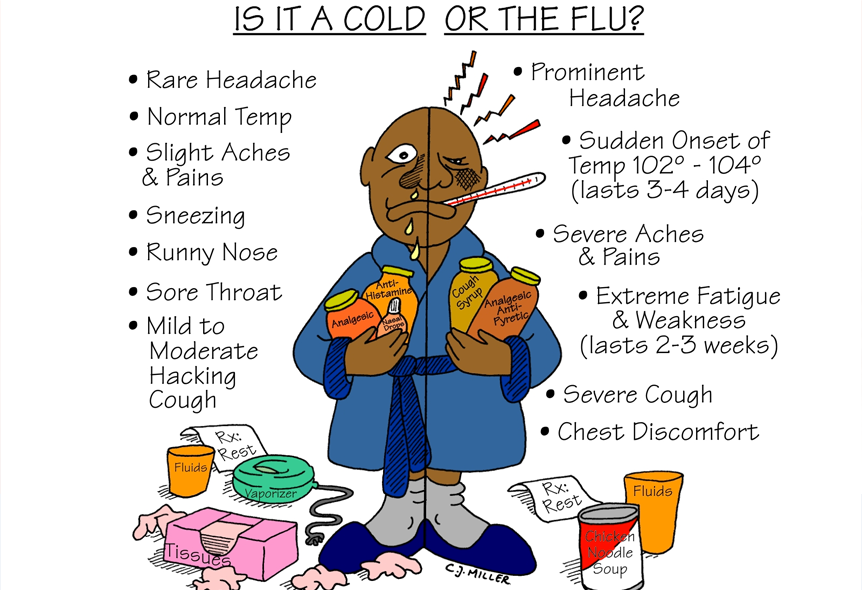 IS IT A COLD OR THE FLU?
• Rare Headache
• Normal Temp
• Slight Aches
& Pains
• Sneezing
• Runny Nose
• Sore Throat
• Mild to
Moderate
Hacking
Cough
• Prominent
Headache
• Sudden Onset of
Temp 102° - 104°
(lasts 3-4 days)
• Severe Aches
& Pains
• Extreme Fatigue
& Weakness
(lasts 2-3 weeks)
• Severe Cough
• Chest Discomfort
Analgesic
Anti-
Histamine
Nasal
Drops
Cough
Syrup
Analgesic
Anti-
Pyretic
Rx:
Rest
Fluids
Vaporizer
Tissues
Rx:
Rest
Fluids
Chicken
Noodle
Soup
C.J. MILLER